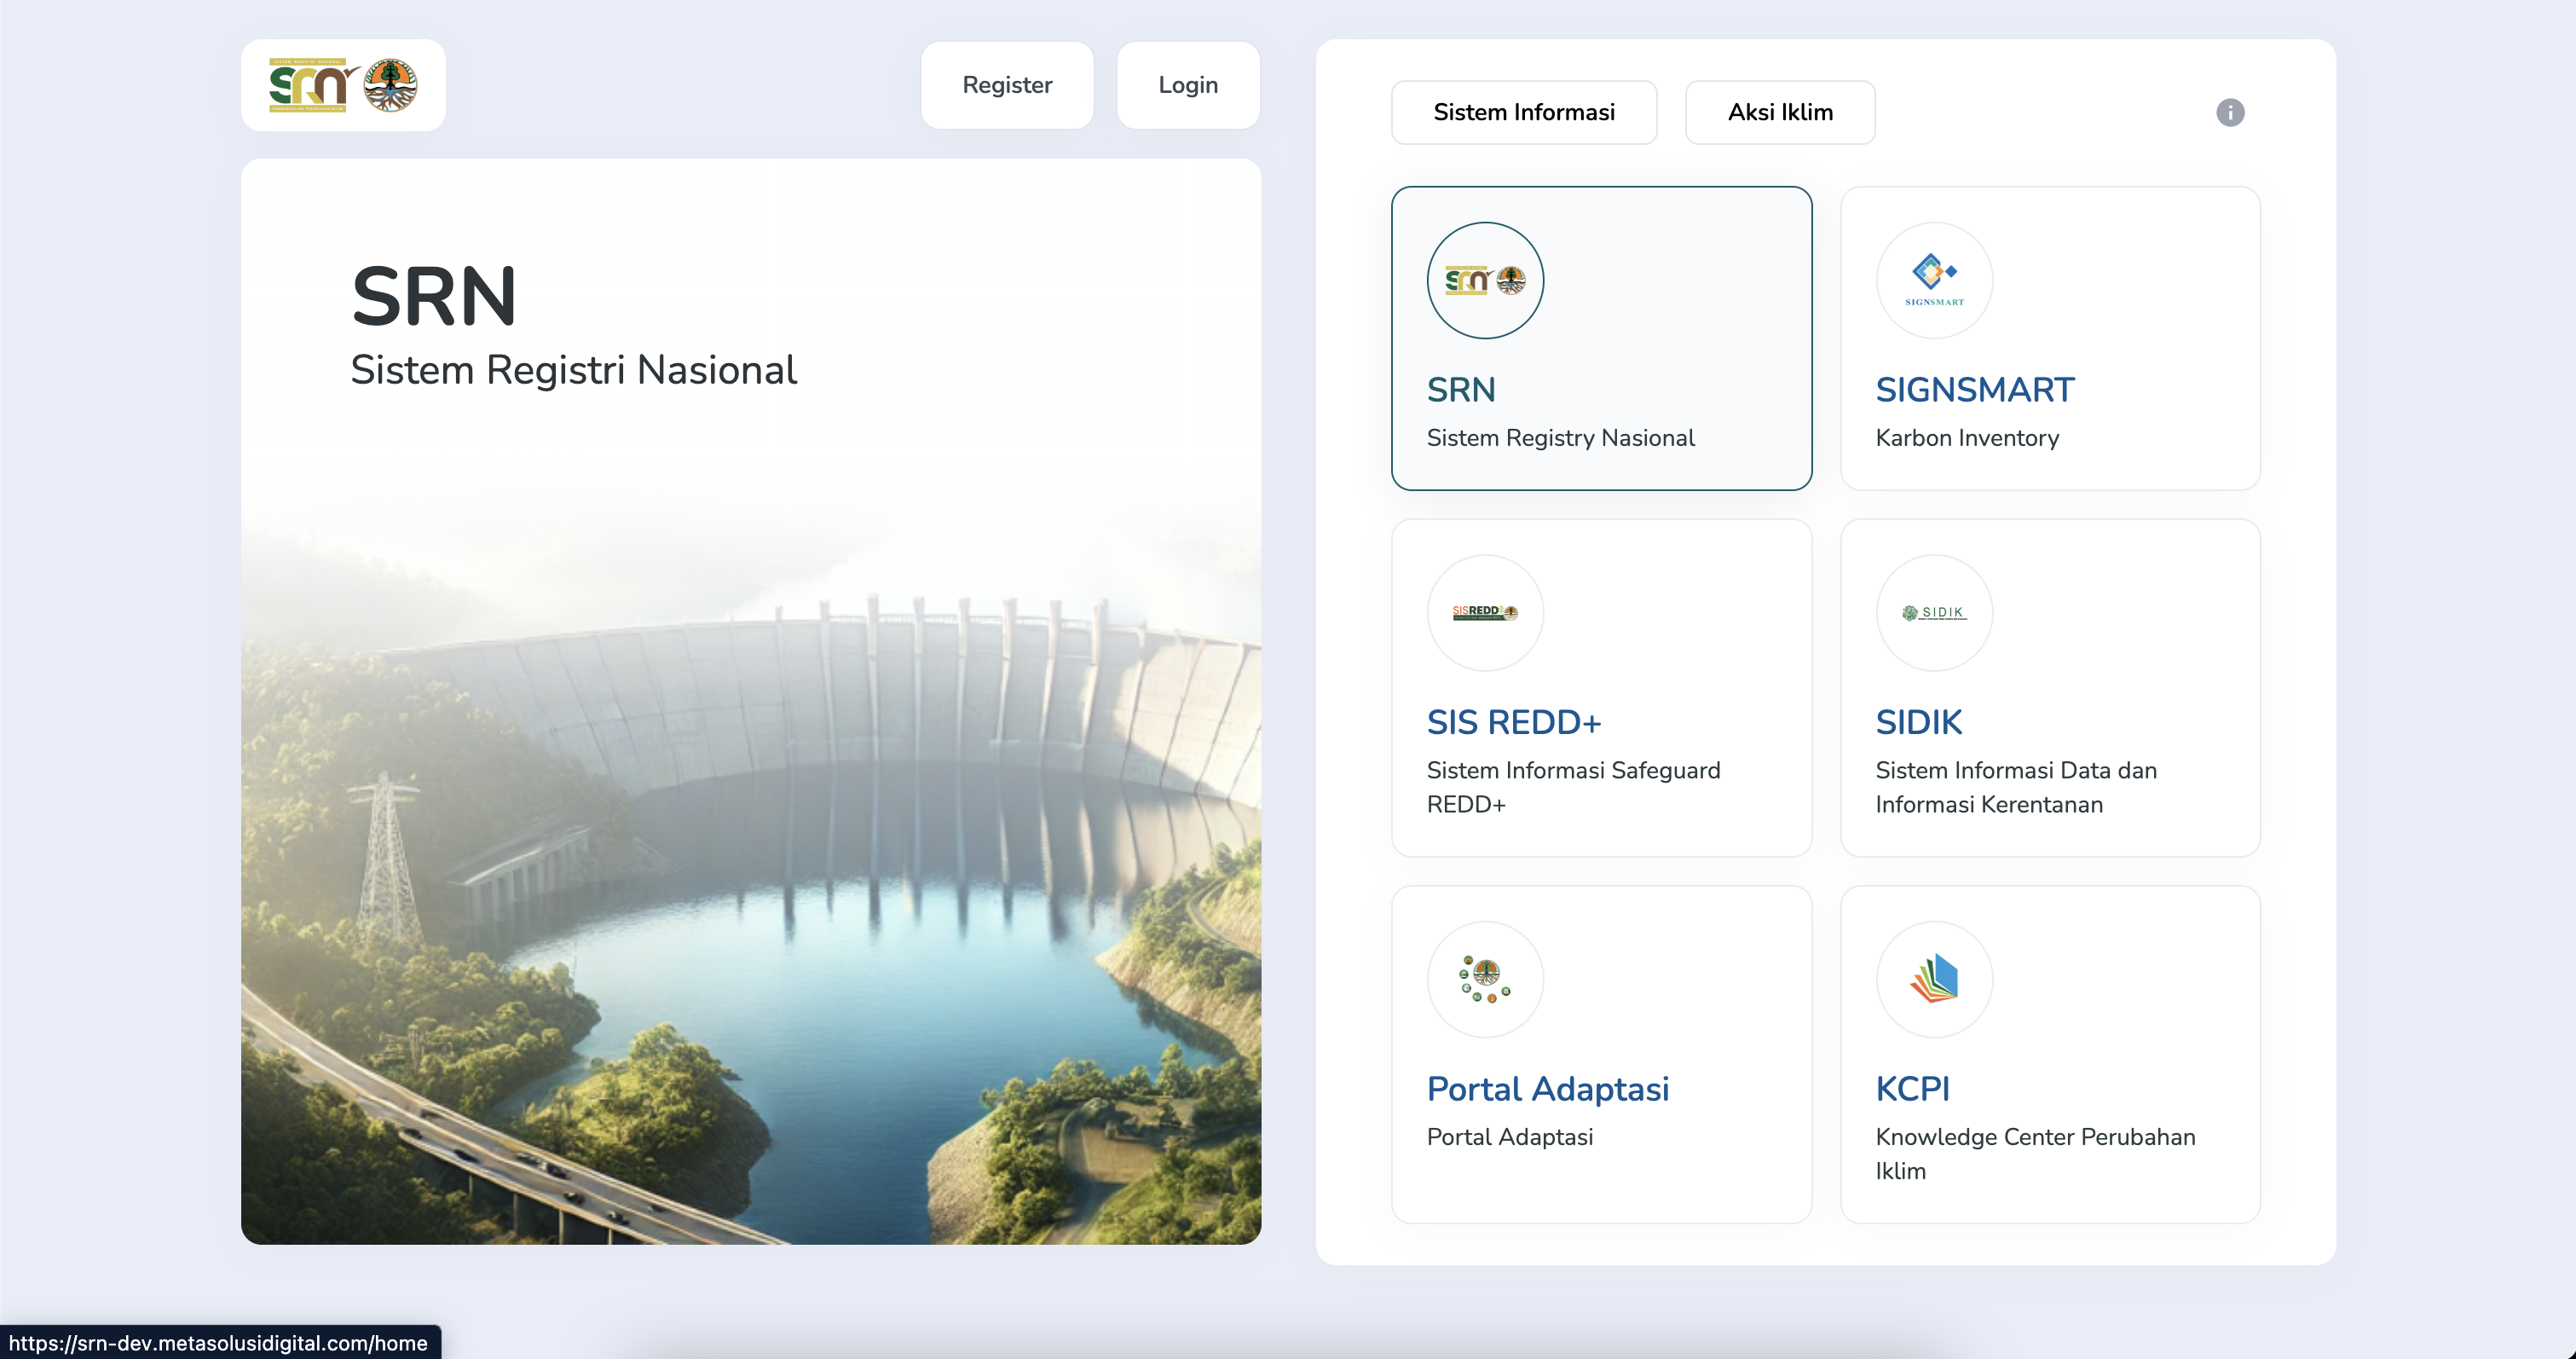 SRN
Register
Login
SRN
Sistem Registri Nasional
Sistem Informasi
Aksi Iklim
SRN
SRN
Sistem Registry Nasional
SIGNSMART
SIGNSMART
Karbon Inventory
SISREDD+
SIS REDD+
Sistem Informasi Safeguard
REDD+
SIDIK
SIDIK
Sistem Informasi Data dan
Informasi Kerentanan
Portal Adaptasi
Portal Adaptasi
KCPI
Knowledge Center Perubahan
Iklim
https://srn-dev.metasolusidigital.com/home